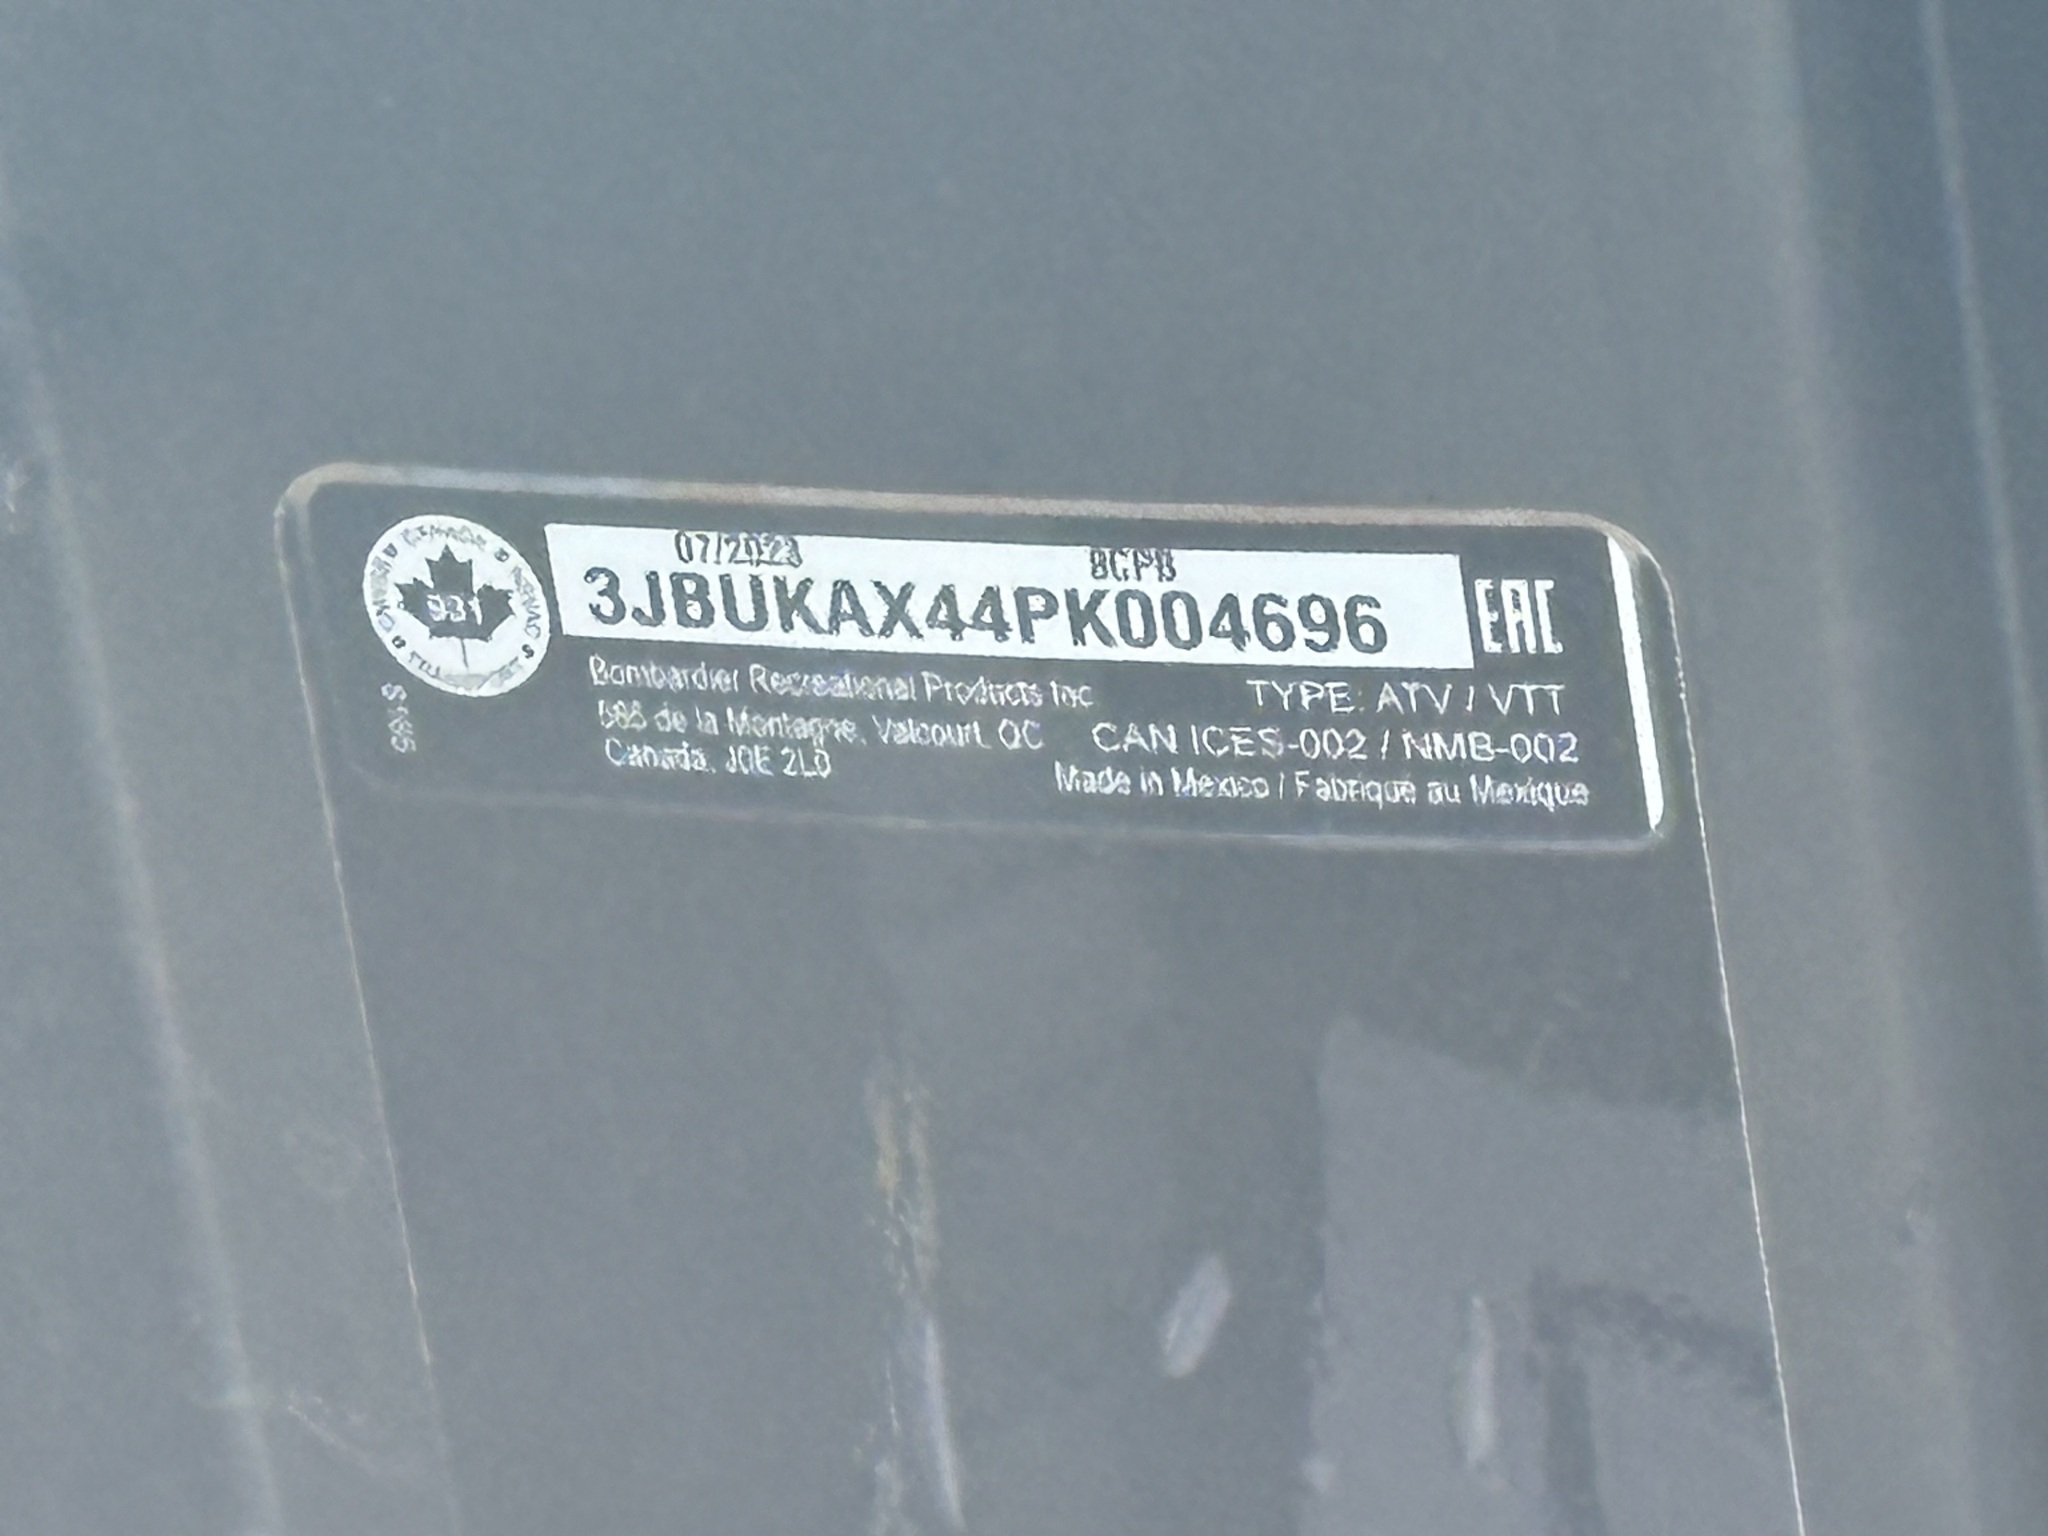 07/2023 8CPB
3JBUKAX44PK004696
EAC
Bombardier Recreational Products Inc
TYPE: ATV / VTT
de la Montagne, Valcourt, QC
CAN ICES-002 / NMB-002
Canada, J0E 2L0
Made in Mexico / Fabriqué au Mexique